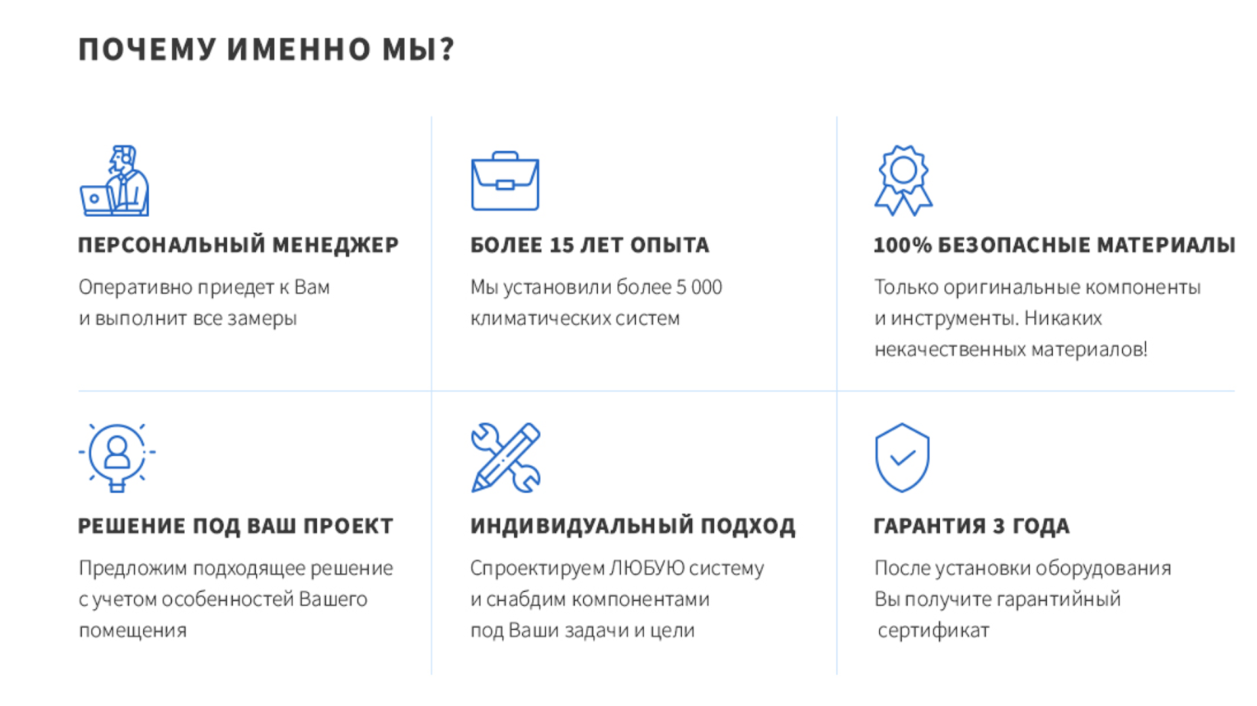 ПОЧЕМУ ИМЕННО МЫ?
ПЕРСОНАЛЬНЫЙ МЕНЕДЖЕР
Оперативно приедет к Вам
и выполнит все замеры
БОЛЕЕ 15 ЛЕТ ОПЫТА
Мы установили более 5 000
климатических систем
100% БЕЗОПАСНЫЕ МАТЕРИАЛЫ
Только оригинальные компоненты
и инструменты. Никаких
некачественных материалов!
РЕШЕНИЕ ПОД ВАШ ПРОЕКТ
Предложим подходящее решение
с учетом особенностей Вашего
помещения
ИНДИВИДУАЛЬНЫЙ ПОДХОД
Спроектируем ЛЮБУЮ систему
и снабдим компонентами
под Ваши задачи и цели
ГАРАНТИЯ 3 ГОДА
После установки оборудования
Вы получите гарантийный
сертификат